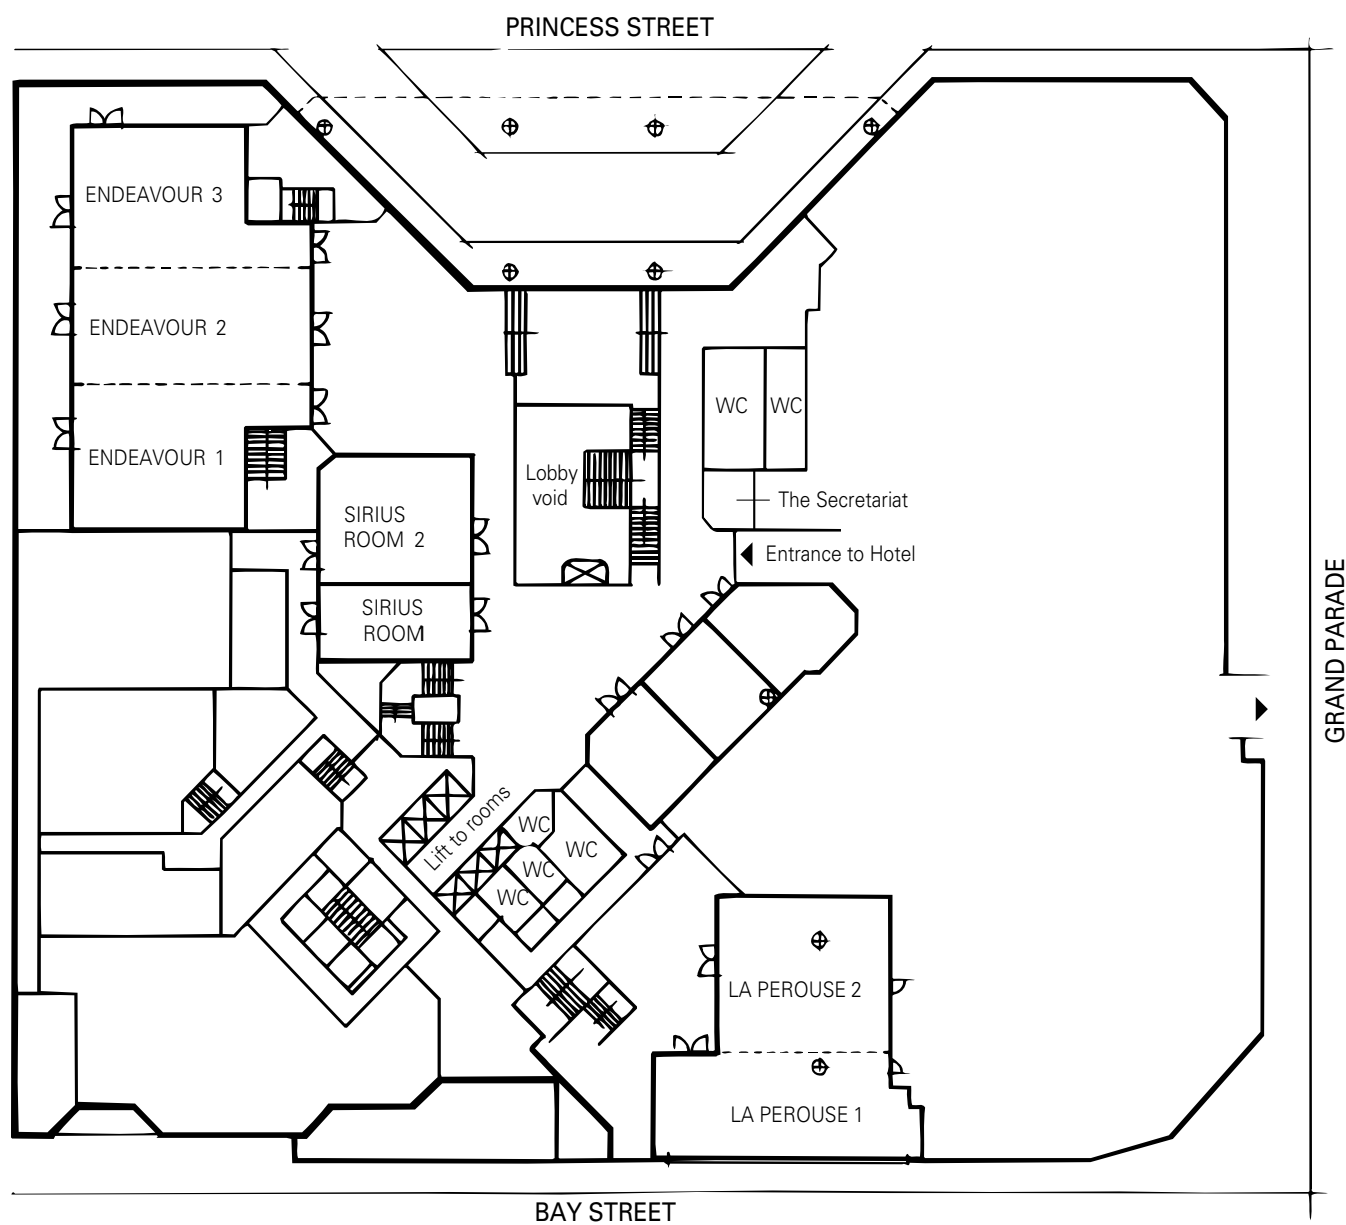 PRINCESS STREET
ENDEAVOUR 3
ENDEAVOUR 2
ENDEAVOUR 1
WC
WC
Lobby
void
The Secretariat
SIRIUS
ROOM 2
Entrance to Hotel
SIRIUS
ROOM
GRAND PARADE
Lift to rooms
WC
WC
WC
WC
LA PEROUSE 2
LA PEROUSE 1
BAY STREET